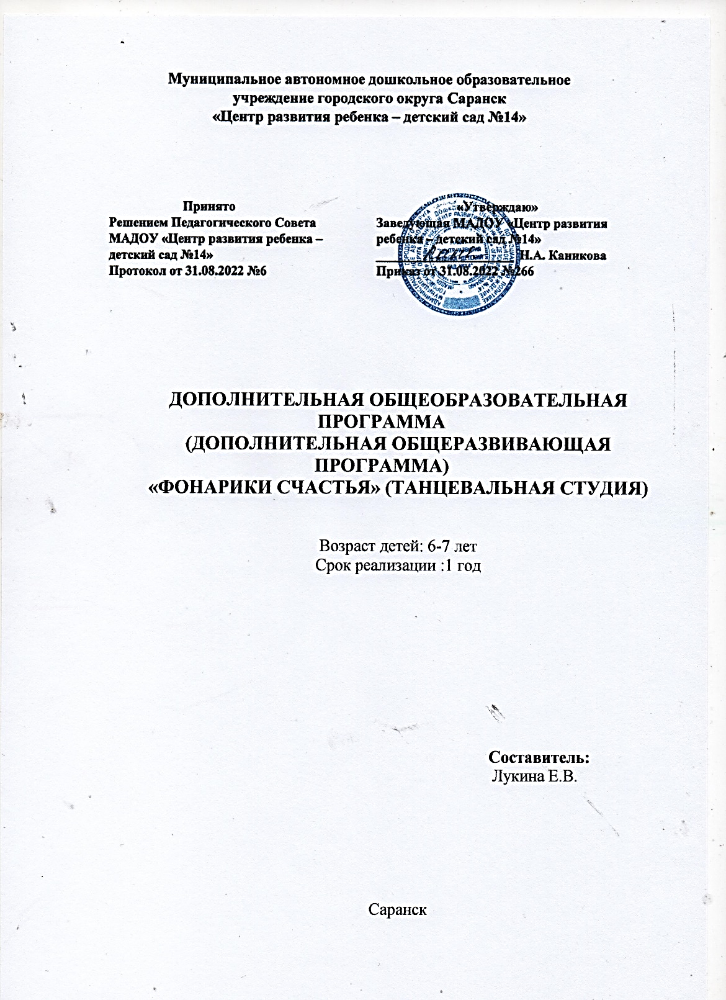 Муниципальное автономное дошкольное образовательное
учреждение городского округа Саранск
«Центр развития ребенка – детский сад №14»
Принято
Решением Педагогического Совета
МАДОУ «Центр развития ребенка –
детский сад №14»
Протокол от 31.08.2022 №6
«Утверждаю»
Заведующая МАДОУ «Центр развития
ребенка – детский сад №14»
Н.А. Каникова
Приказ от 31.08.2022 №266
ДОПОЛНИТЕЛЬНАЯ ОБЩЕОБРАЗОВАТЕЛЬНАЯ
ПРОГРАММА
(ДОПОЛНИТЕЛЬНАЯ ОБЩЕРАЗВИВАЮЩАЯ
ПРОГРАММА)
«ФОНАРИКИ СЧАСТЬЯ» (ТАНЦЕВАЛЬНАЯ СТУДИЯ)
Возраст детей: 6-7 лет
Срок реализации :1 год
Составитель:
Лукина Е.В.
Саранск